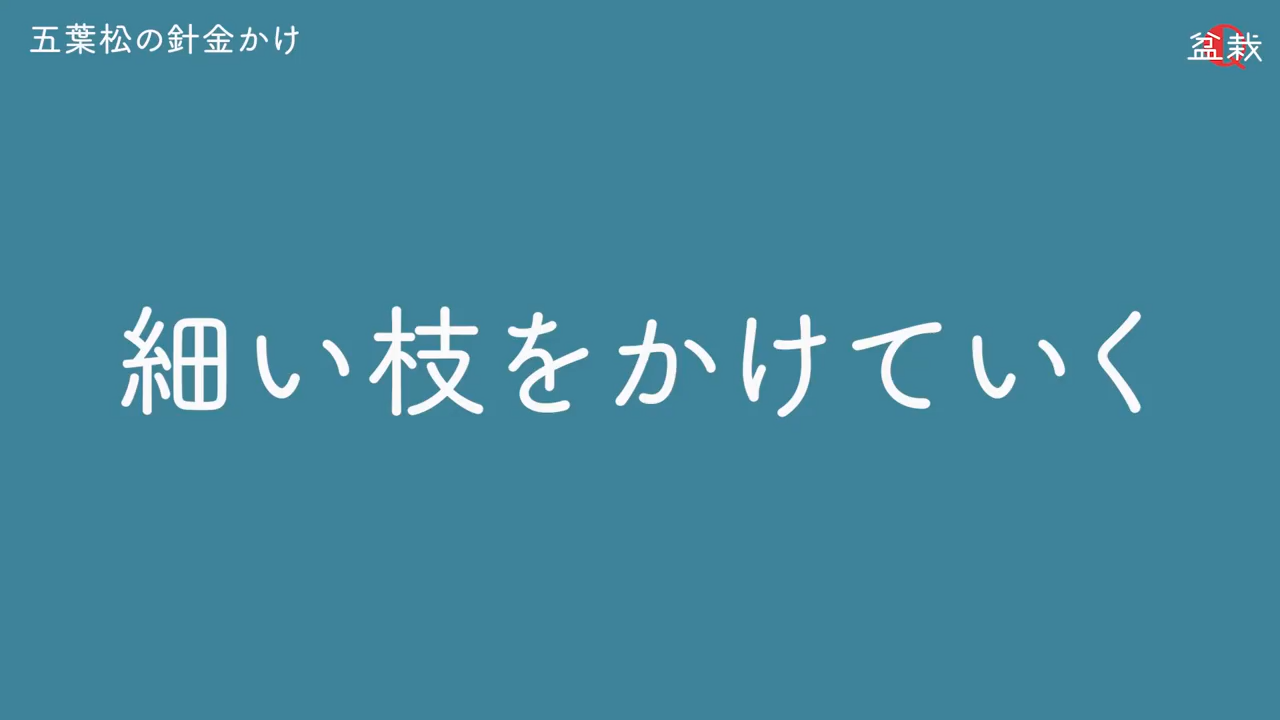 五葉松の針金かけ
盆栽Q
細い枝をかけていく